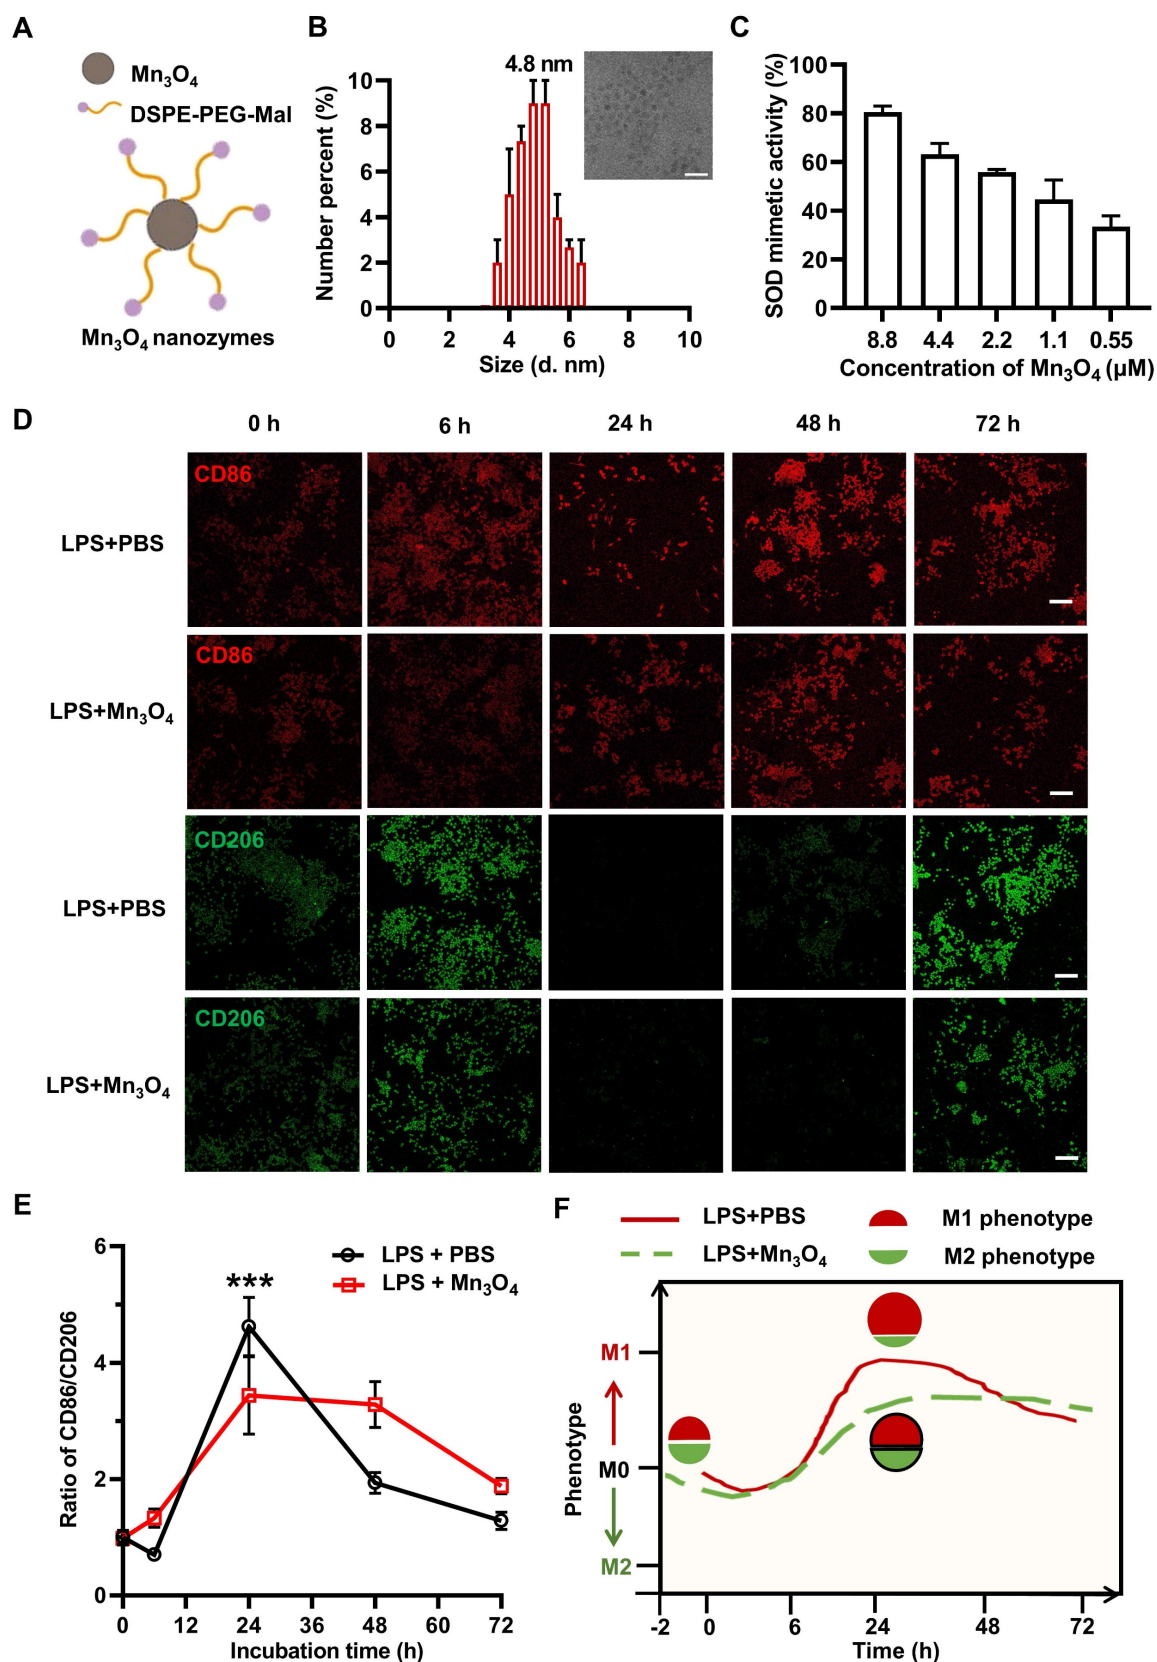 A
Mn₃O₄
DSPE-PEG-Mal
Mn₃O₄ nanozymes
B
4.8 nm
Number percent (%)
10
8
6
4
2
0
0 2 4 6 8 10
Size (d. nm)
C
SOD mimetic activity (%)
100
80
60
40
20
0
8.8 4.4 2.2 1.1 0.55
Concentration of Mn₃O₄ (µM)
D
0 h 6 h 24 h 48 h 72 h
LPS+PBS
CD86
LPS+Mn₃O₄
CD86
LPS+PBS
CD206
LPS+Mn₃O₄
CD206
E
Ratio of CD86/CD206
6
4
2
0
***
LPS + PBS
LPS + Mn₃O₄
0 12 24 36 48 60 72
Incubation time (h)
F
LPS+PBS
M1 phenotype
LPS+Mn₃O₄
M2 phenotype
Phenotype
M1
M0
M2
-2 0 6 24 48 72
Time (h)